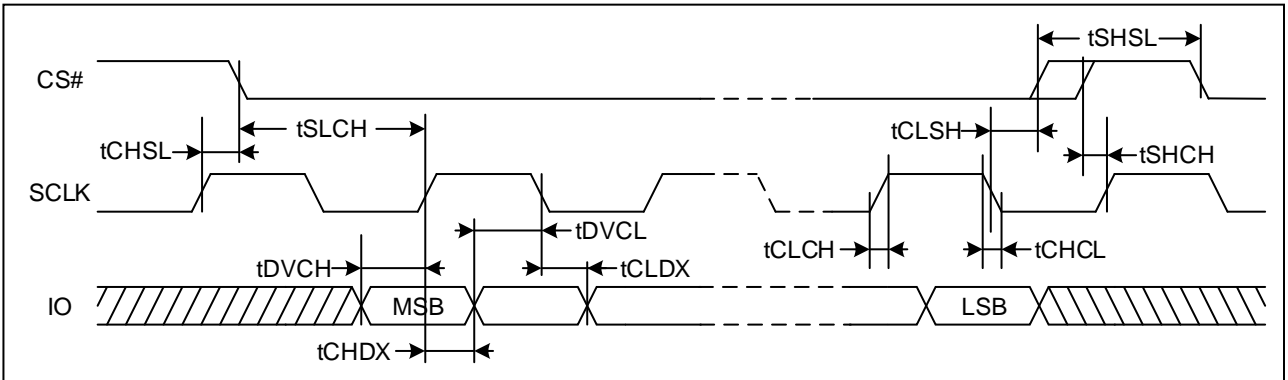 tSHSL
CS#
tSLCH
tCLSH
tCHSL
tSHCH
SCLK
tDVCL
tCLCH
tCHCL
tDVCH
tCLDX
IO
MSB
LSB
tCHDX